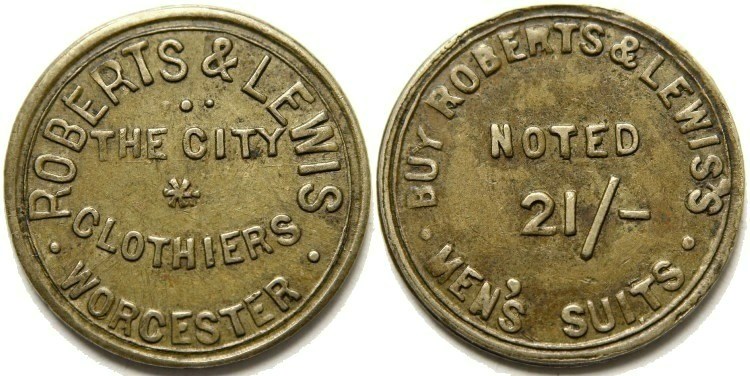 ROBERTS & LEWIS
THE CITY
CLOTHIERS
WORCESTER
BUY ROBERTS & LEWIS'S
NOTED
21/-
MEN'S SUITS